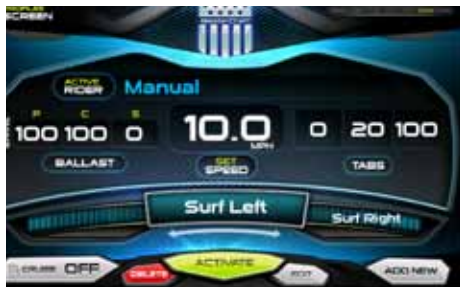 PROFILES
SCREEN
ACTIVE
RIDER
Manual
P C S
100 100 0
10.0
MPH
0 20 100
BALLAST
SET
SPEED
TABS
Surf Left
Surf Right
CRUISE OFF
DELETE
ACTIVATE
EDIT
ADD NEW